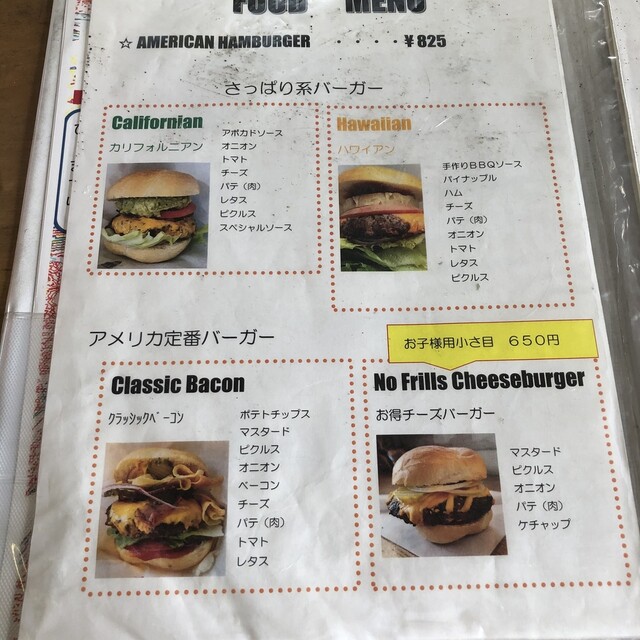 FOOD MENU
☆ AMERICAN HAMBURGER ・・・・・¥ 825
さっぱり系バーガー
Californian
カリフォルニアン
アボカドソース
オニオン
トマト
チーズ
パテ（肉）
レタス
ピクルス
スペシャルソース
Hawaiian
ハワイアン
手作りＢＢＱソース
パイナップル
ハム
チーズ
パテ（肉）
オニオン
トマト
レタス
ピクルス
アメリカ定番バーガー
お子様用小さ目 ６５０円
Classic Bacon
ｸﾗｯｼｯｸﾍﾞｰｺﾝ
ポテトチップス
マスタード
ピクルス
オニオン
ベーコン
チーズ
パテ（肉）
トマト
レタス
No Frills Cheeseburger
お得チーズバーガー
マスタード
ピクルス
オニオン
パテ（肉）
ケチャップ